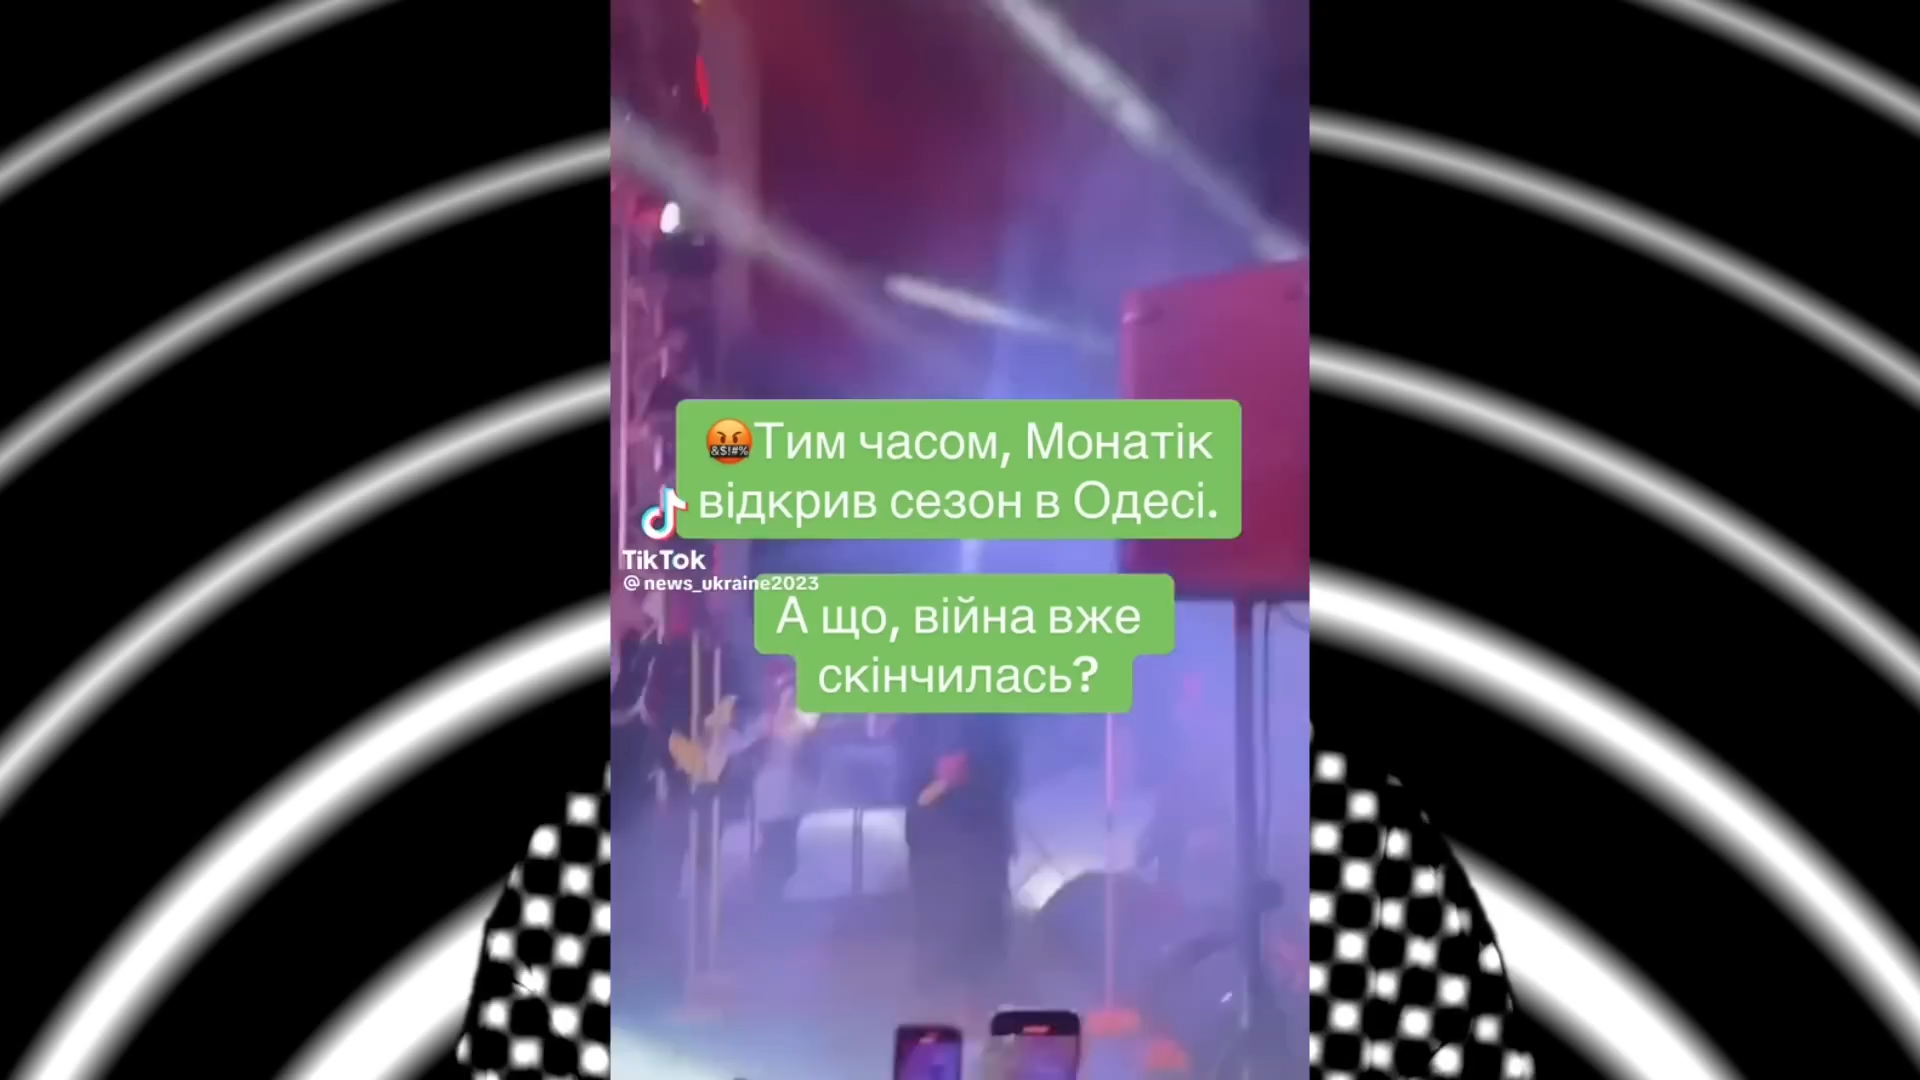 🤬Тим часом, Монатік
відкрив сезон в Одесі.
TikTok
@news_ukraine2023
А що, війна вже
скінчилась?